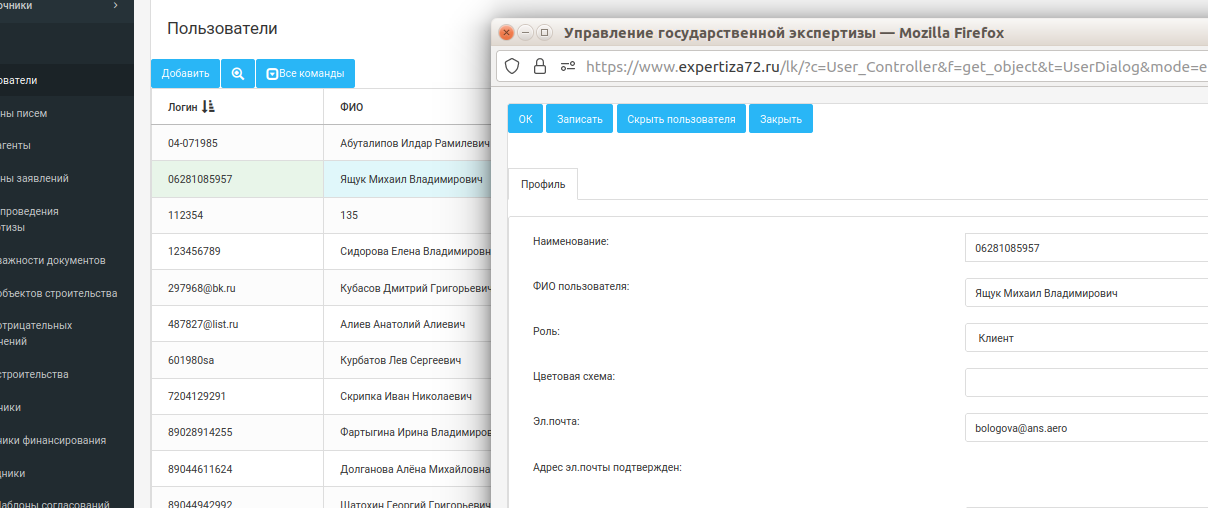 очники
Пользователи
Управление государственной экспертизы — Mozilla Firefox
https://www.expertiza72.ru/lk/?c=User_Controller&f=get_object&t=UserDialog&mode=e
Добавить
Все команды
ователи
ны писем
агенты
ны заявлений
проведения
тизы
важности документов
объектов строительства
отрицательных
нений
строительства
ники
ники финансирования
дники
Шаблоны согласований
Логин ФИО
04-071985 Абуталипов Илдар Рамилевич
06281085957 Ящук Михаил Владимирович
112354 135
123456789 Сидорова Елена Владимировн
297968@bk.ru Кубасов Дмитрий Григорьевич
487827@list.ru Алиев Анатолий Алиевич
601980sa Курбатов Лев Сергеевич
7204129291 Скрипка Иван Николаевич
89028914255 Фартыгина Ирина Владимиров
89044611624 Долганова Алёна Михайловна
89044942992 Шатохин Георгий Григорьевич
ОК Записать Скрыть пользователя Закрыть
Профиль
Наименование: 06281085957
ФИО пользователя: Ящук Михаил Владимирович
Роль: Клиент
Цветовая схема:
Эл.почта: bologova@ans.aero
Адрес эл.почты подтвержден: